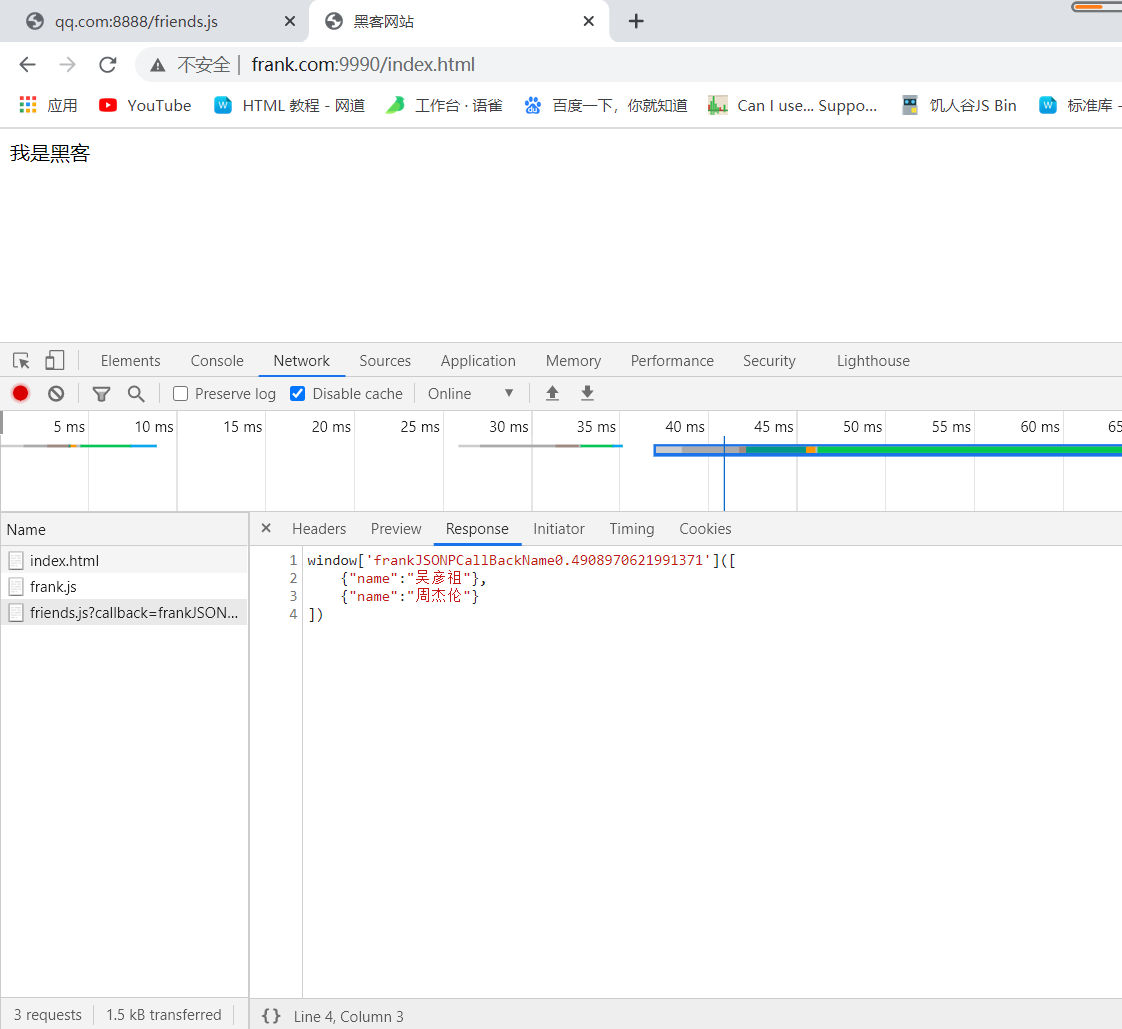 qq.com:8888/friends.js 黑客网站
不安全 frank.com:9990/index.html
应用 YouTube HTML 教程 - 网道 工作台 · 语雀 百度一下，你就知道 Can I use... Suppo... 饥人谷JS Bin 标准库 -
我是黑客
Elements Console Network Sources Application Memory Performance Security Lighthouse
Preserve log Disable cache Online
5 ms 10 ms 15 ms 20 ms 25 ms 30 ms 35 ms 40 ms 45 ms 50 ms 55 ms 60 ms 65
Name Headers Preview Response Initiator Timing Cookies
index.html
frank.js
friends.js?callback=frankJSON...
1 window['frankJSONPCallBackName0.4908970621991371']([
2 {"name":"吴彦祖"},
3 {"name":"周杰伦"}
4 ])
3 requests 1.5 kB transferred {} Line 4, Column 3